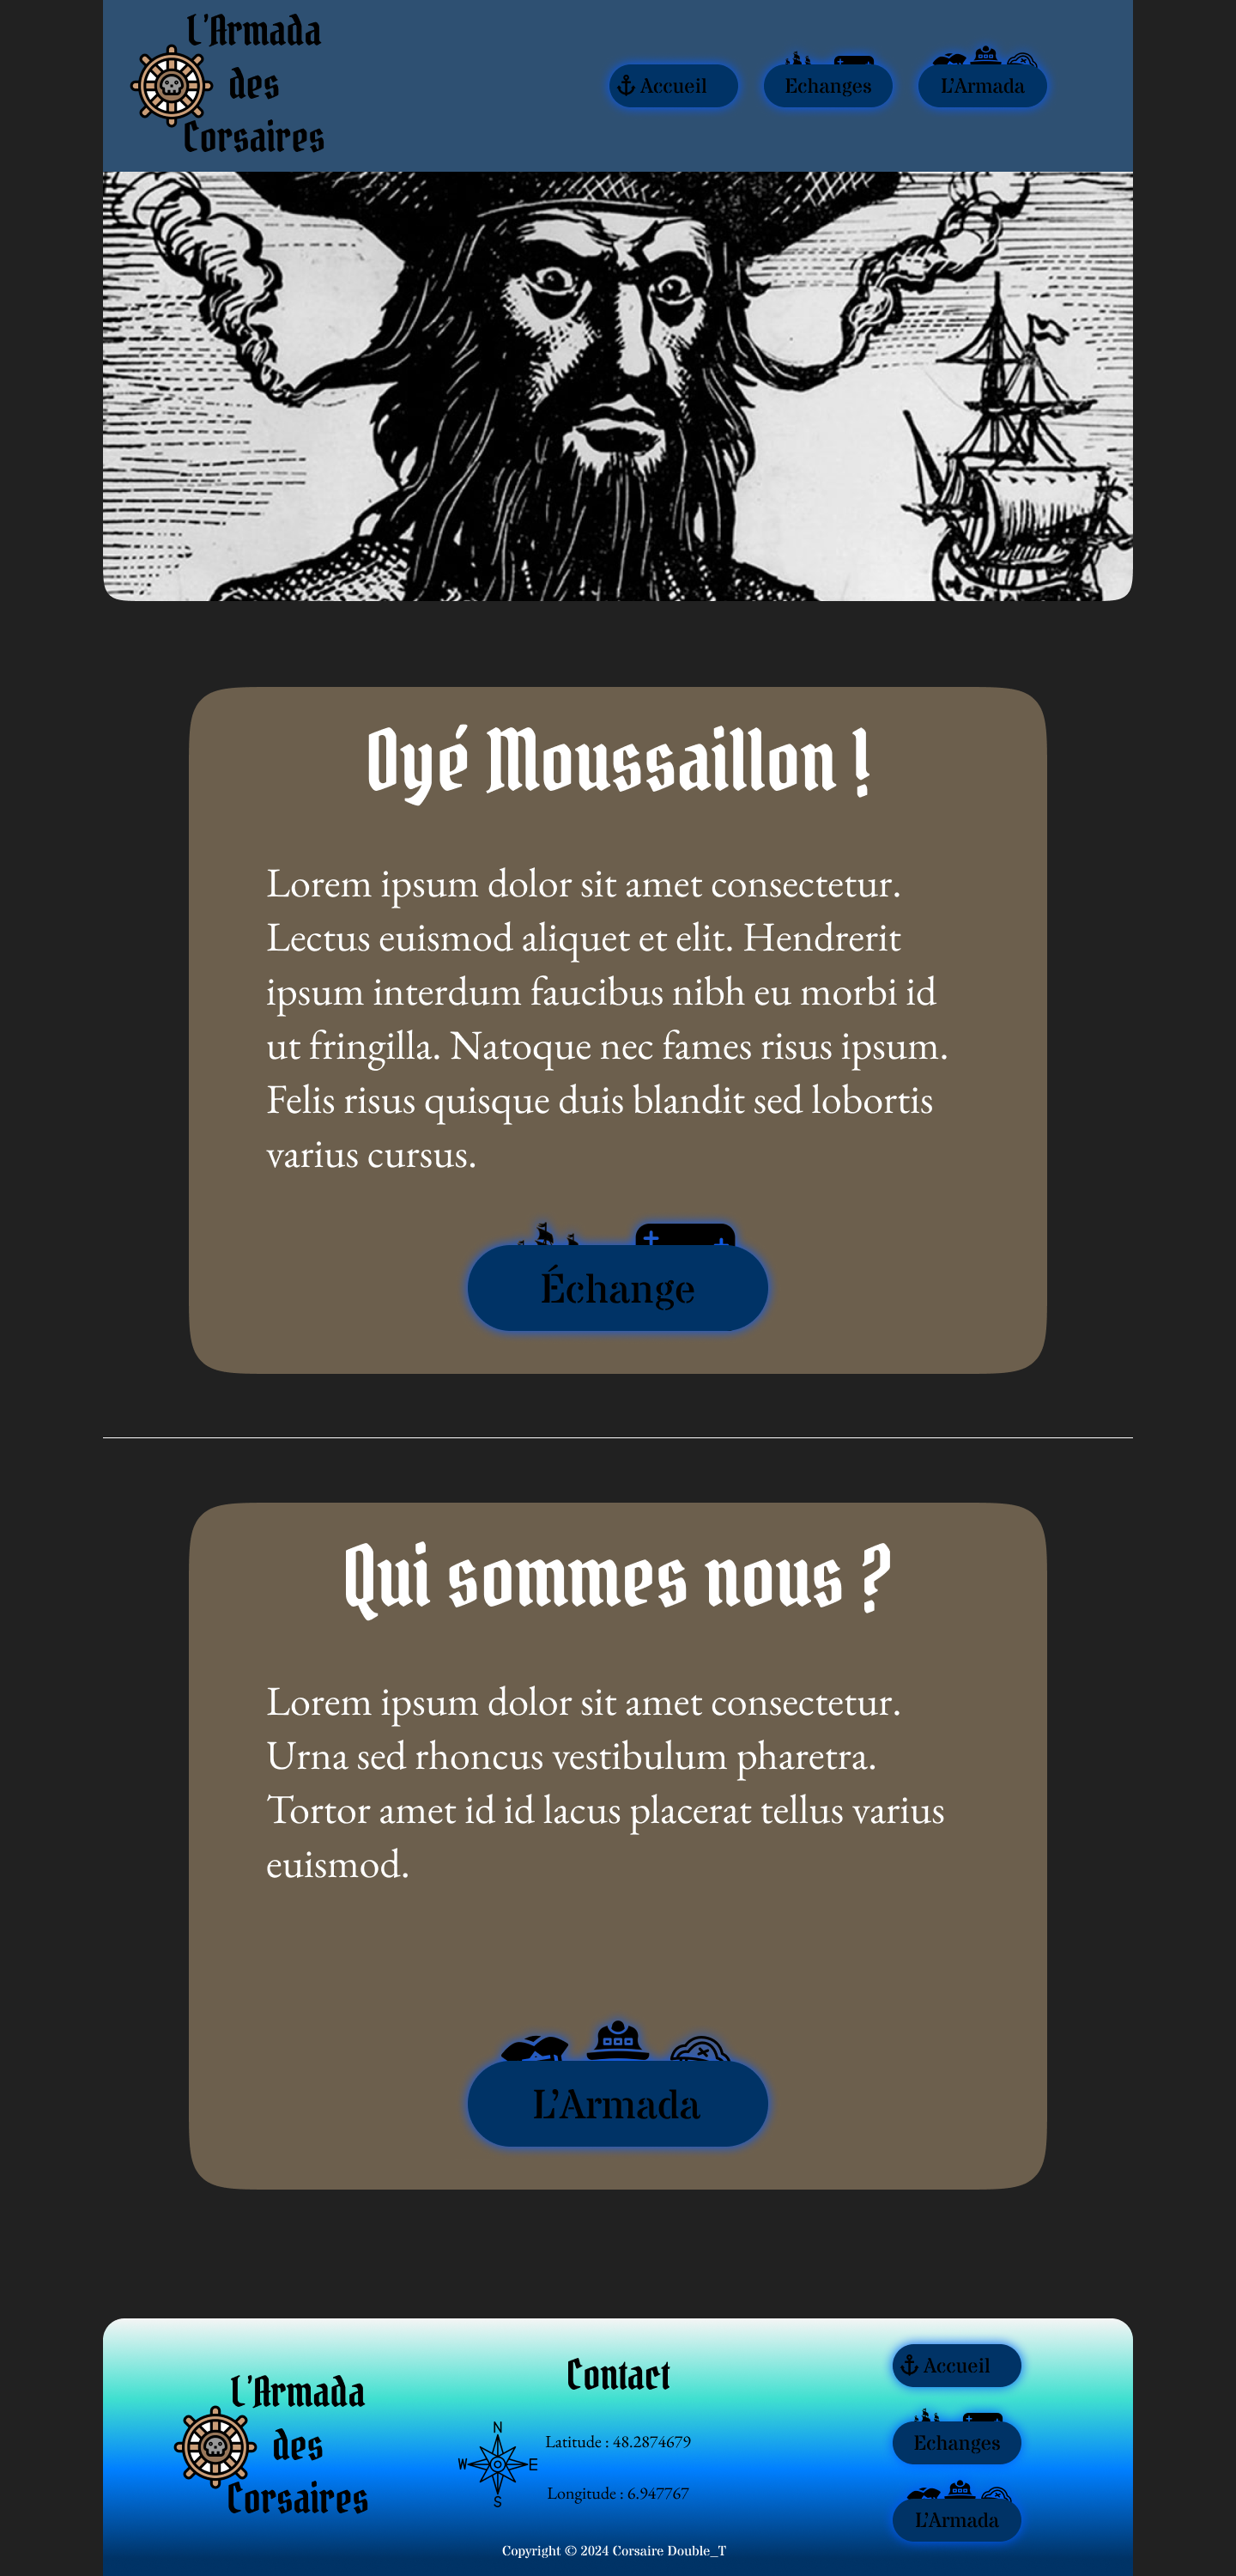 L'Armada
des
Corsaires
Accueil
Echanges
L'Armada
Oyé Moussaillon !
Lorem ipsum dolor sit amet consectetur.
Lectus euismod aliquet et elit. Hendrerit
ipsum interdum faucibus nibh eu morbi id
ut fringilla. Natoque nec fames risus ipsum.
Felis risus quisque duis blandit sed lobortis
varius cursus.
Échange
Qui sommes nous ?
Lorem ipsum dolor sit amet consectetur.
Urna sed rhoncus vestibulum pharetra.
Tortor amet id id lacus placerat tellus varius
euismod.
L'Armada
L'Armada
des
Corsaires
Contact
N
W
E
S
Latitude : 48.2874679
Longitude : 6.947767
Accueil
Echanges
L'Armada
Copyright © 2024 Corsaire Double_T